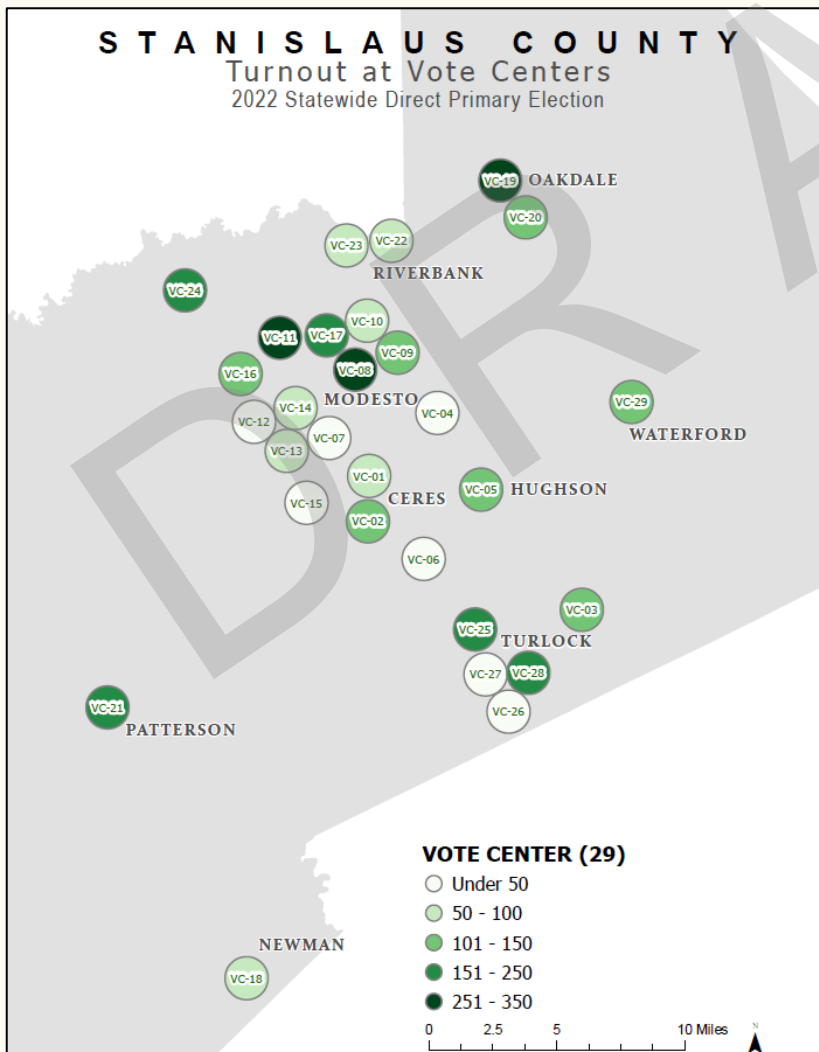 STANISLAUS COUNTY
Turnout at Vote Centers
2022 Statewide Direct Primary Election
VC-19 OAKDALE
VC-20
VC-23
VC-22
RIVERBANK
VC-24
VC-10
VC-11
VC-17
VC-09
VC-08
VC-16
MODESTO
VC-14
VC-04
VC-29
VC-12
VC-07
WATERFORD
VC-13
VC-01
VC-05 HUGHSON
CERES
VC-15
VC-02
VC-06
VC-03
VC-25
TURLOCK
VC-27
VC-28
VC-21
VC-26
PATTERSON
VOTE CENTER (29)
Under 50
50 - 100
101 - 150
151 - 250
251 - 350
NEWMAN
VC-18
0 2.5 5 10 Miles
N
DRA